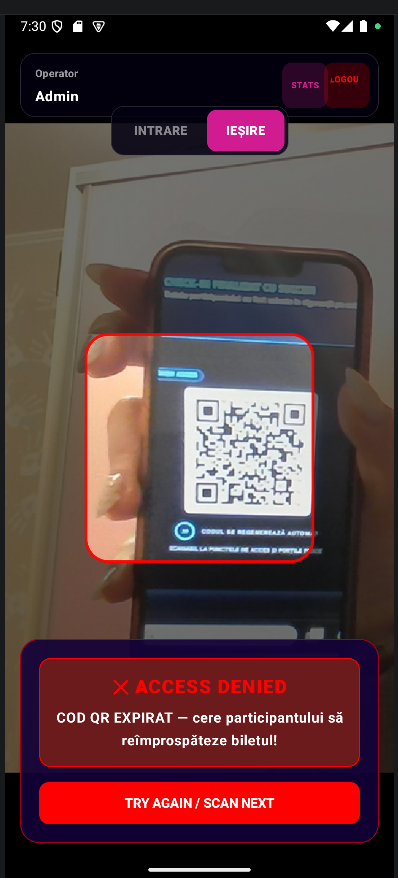 7:30
Operator
Admin
STATS
LOGOU
INTRARE
IEȘIRE
CHECK-IN FINALIZAT CU SUCCES
CODUL SE REGENEREAZĂ AUTOMAT
ACCESS DENIED
COD QR EXPIRAT — cere participantului să
reîmprospăteze biletul!
TRY AGAIN / SCAN NEXT